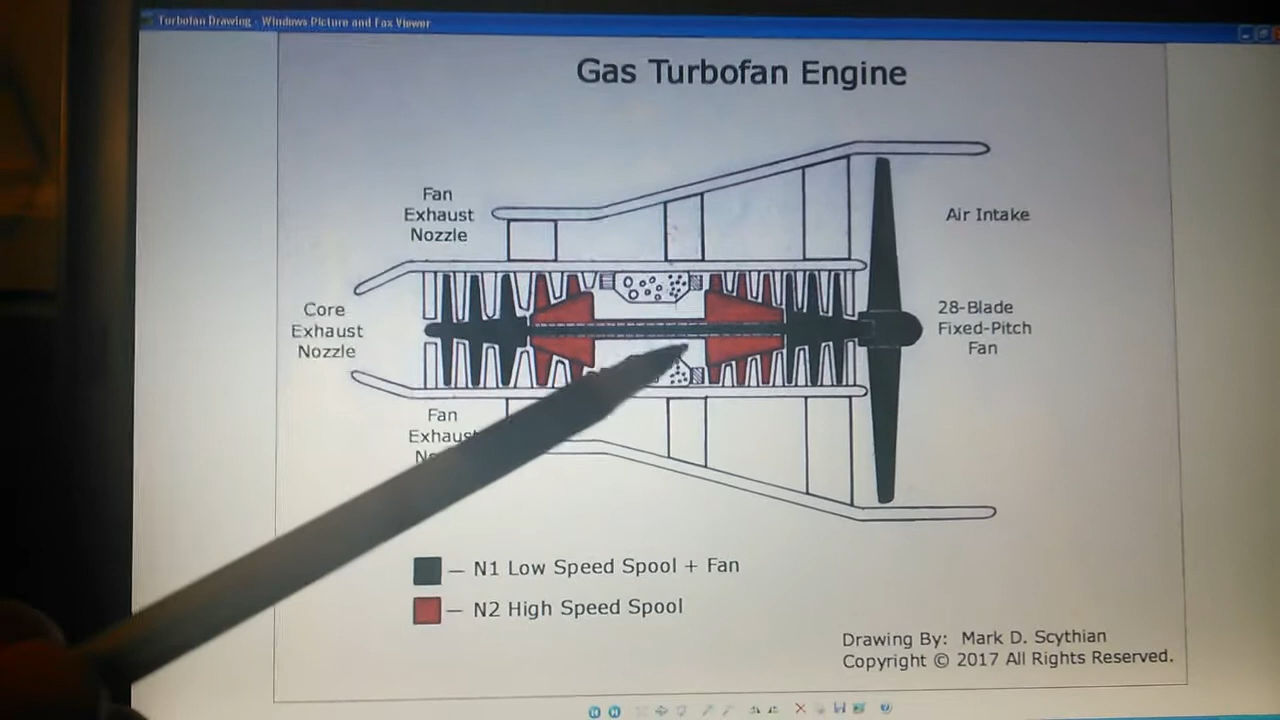 Turbofan Drawing - Windows Picture and Fax Viewer
Gas Turbofan Engine
Fan
Exhaust
Nozzle
Air Intake
Core
Exhaust
Nozzle
28-Blade
Fixed-Pitch
Fan
Fan
Exhaust
— N1 Low Speed Spool + Fan
— N2 High Speed Spool
Drawing By: Mark D. Scythian
Copyright © 2017 All Rights Reserved.